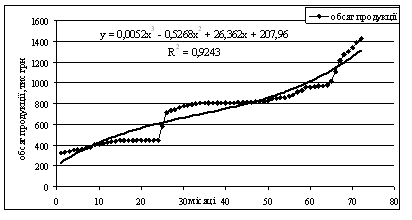 обсяг продукції
y = 0,0052x³ - 0,5268x² + 26,362x + 207,96
R² = 0,9243
обсяг продукції, тис грн
1600
1400
1200
1000
800
600
400
200
0
0 10 20 30 40 50 60 70 80
місяці